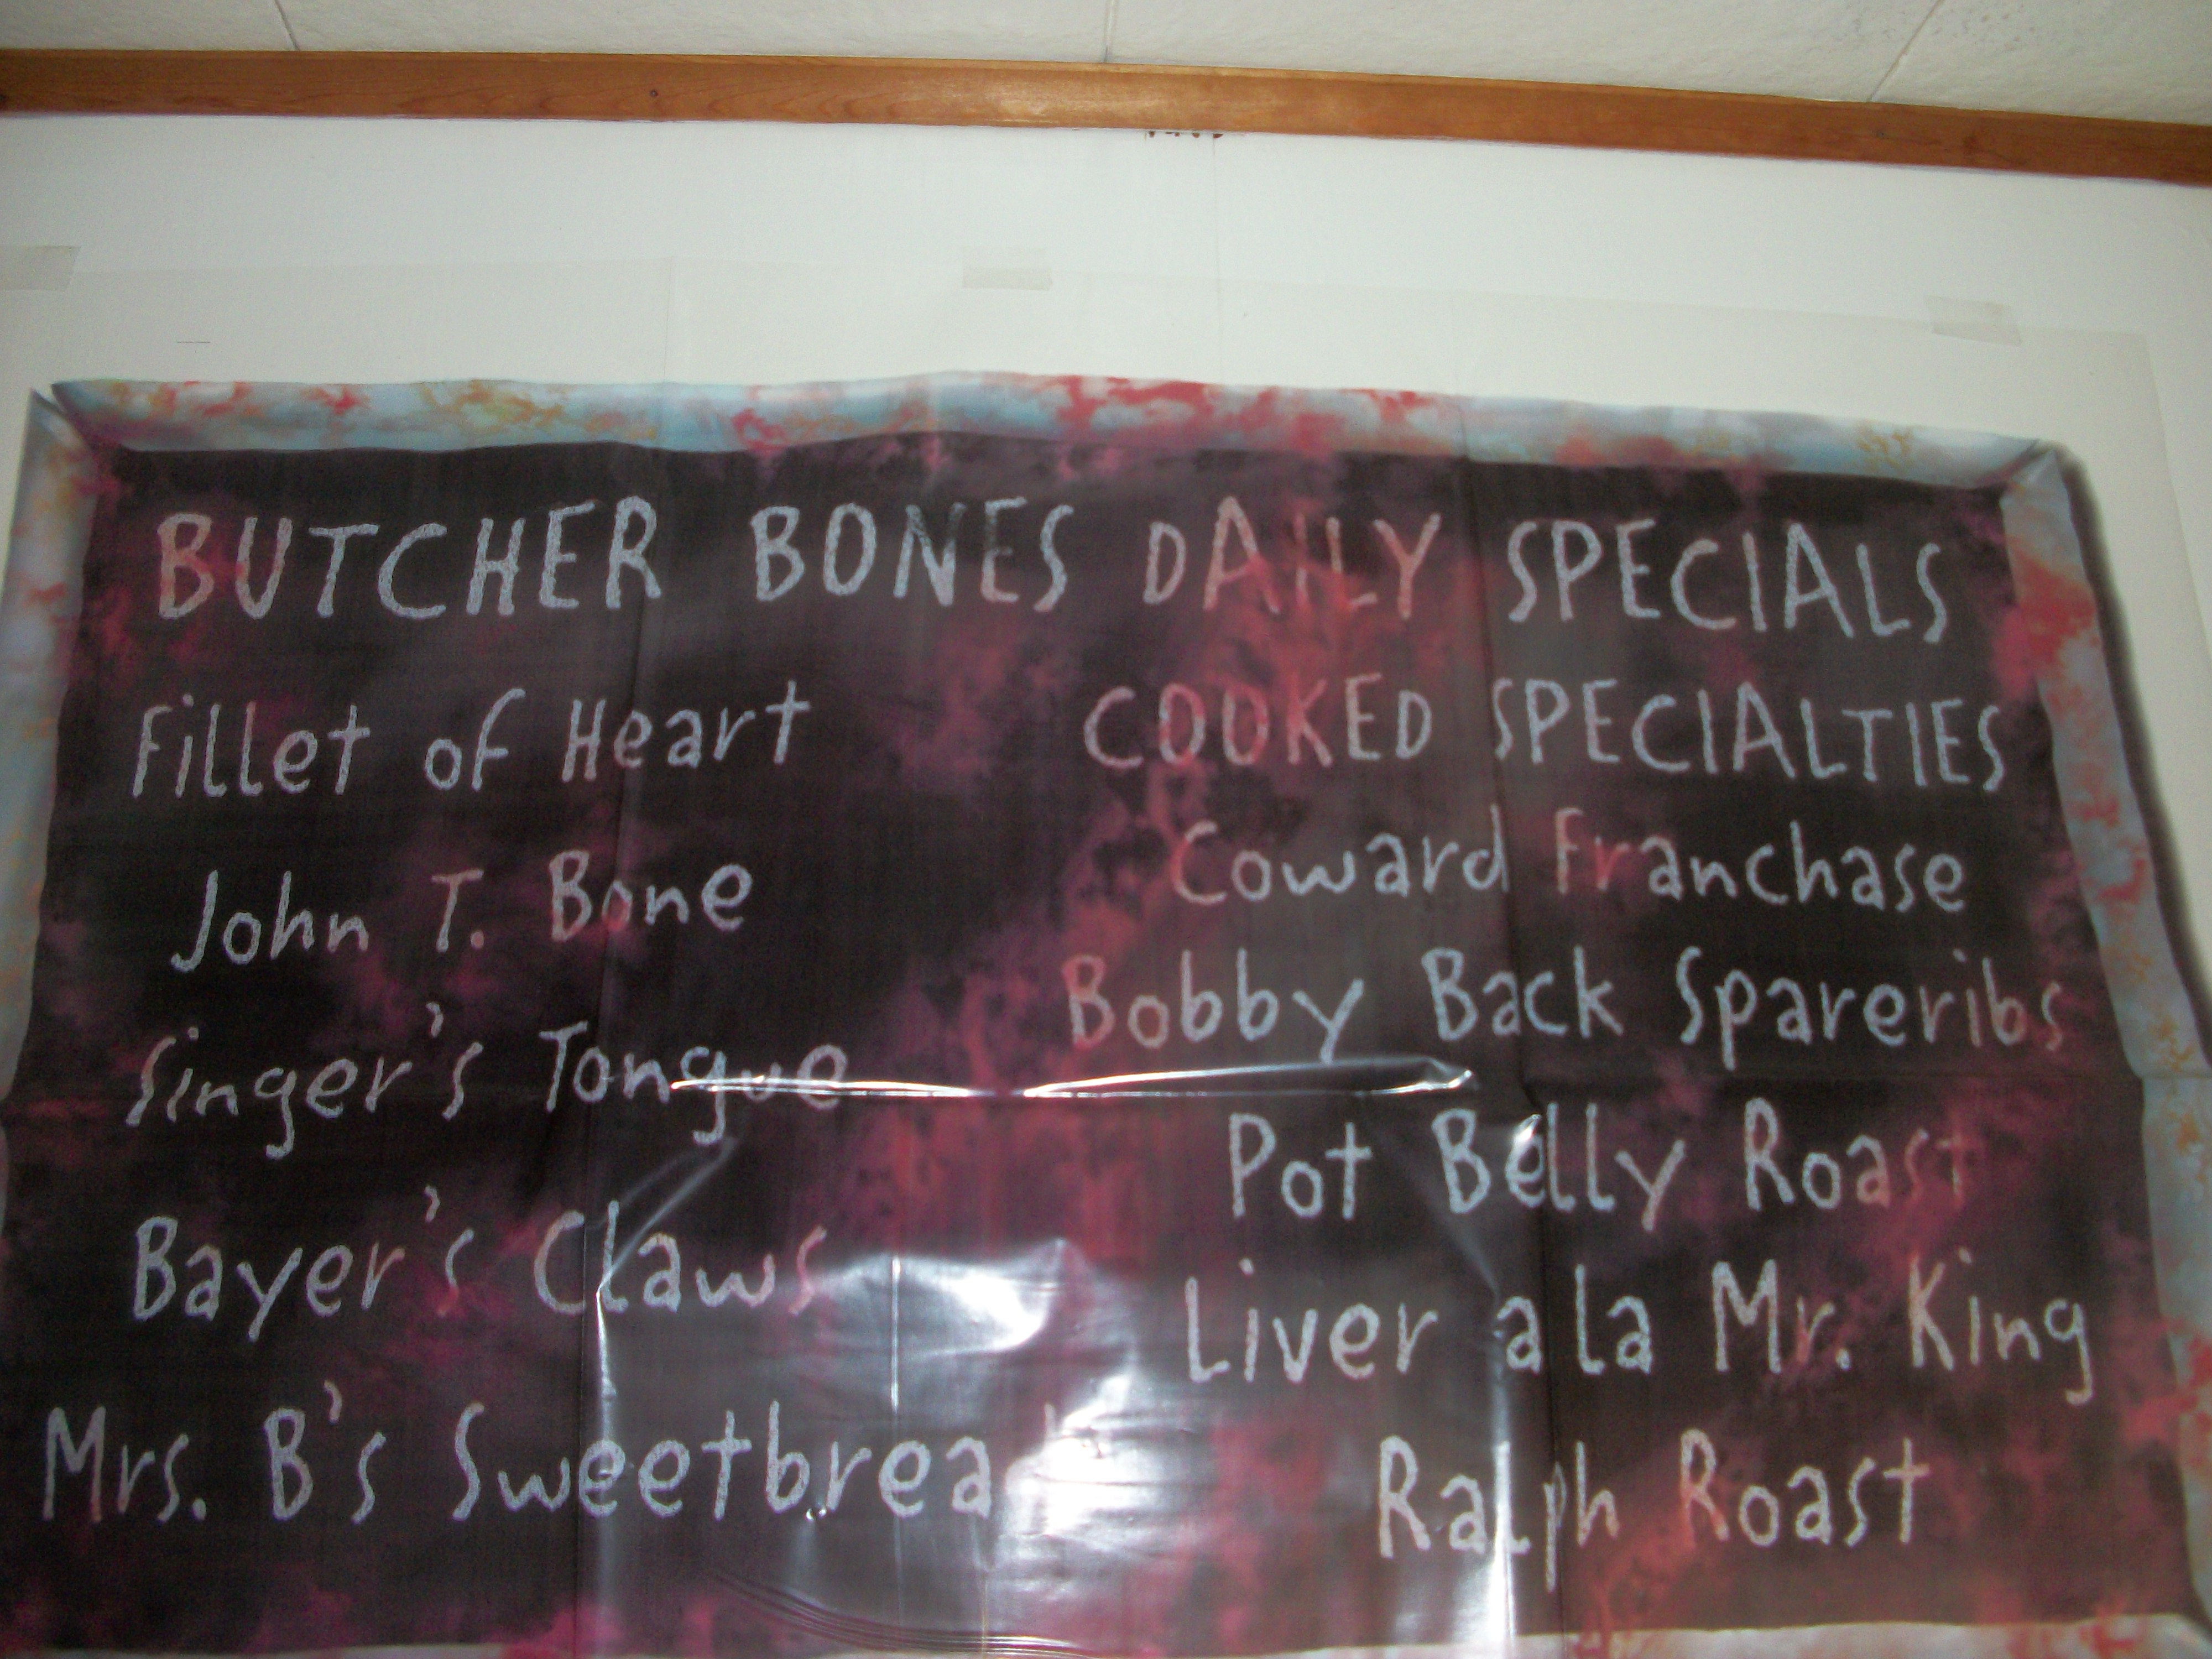 BUTCHER BONES DAILY SPECIALS
Fillet of Heart
John T. Bone
Singer's Tongue
Bayer's Claws
Mrs. B's
COOKED SPECIALTIES
Coward Franchase
Bobby Back Spareribs
Pot Belly Roast
Liver ala Mr. King
Ralph Roast